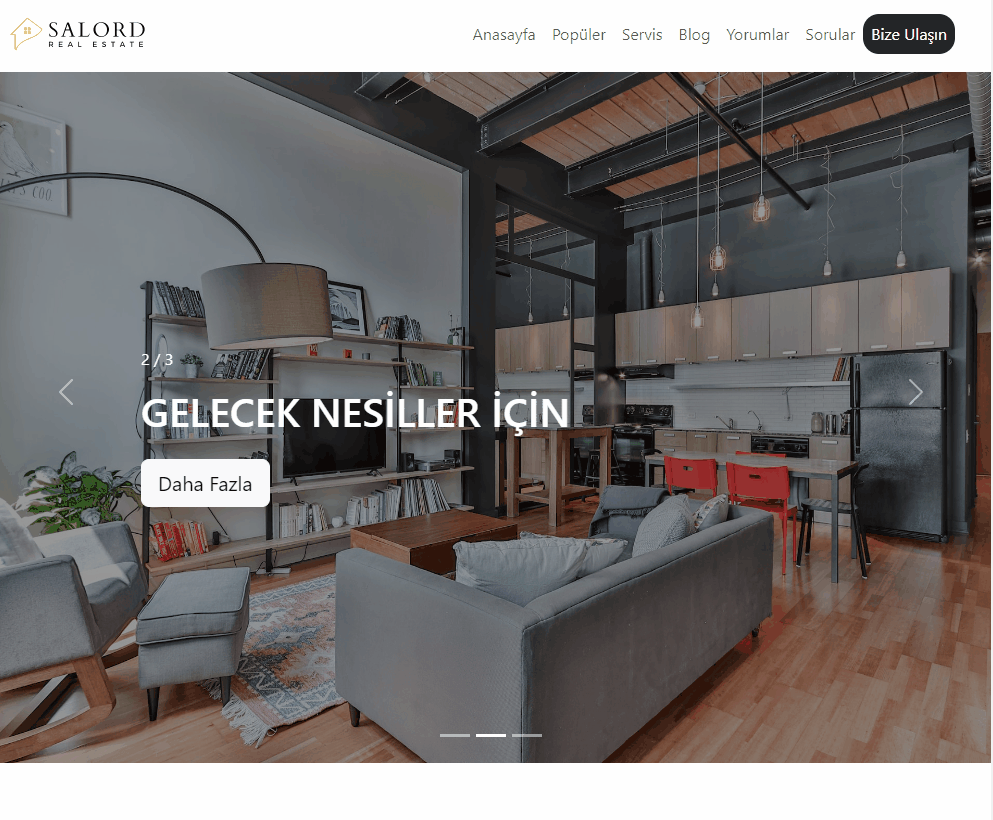 SALORD
REAL ESTATE
Anasayfa Popüler Servis Blog Yorumlar Sorular Bize Ulaşın
2 / 3
GELECEK NESİLLER İÇİN
Daha Fazla